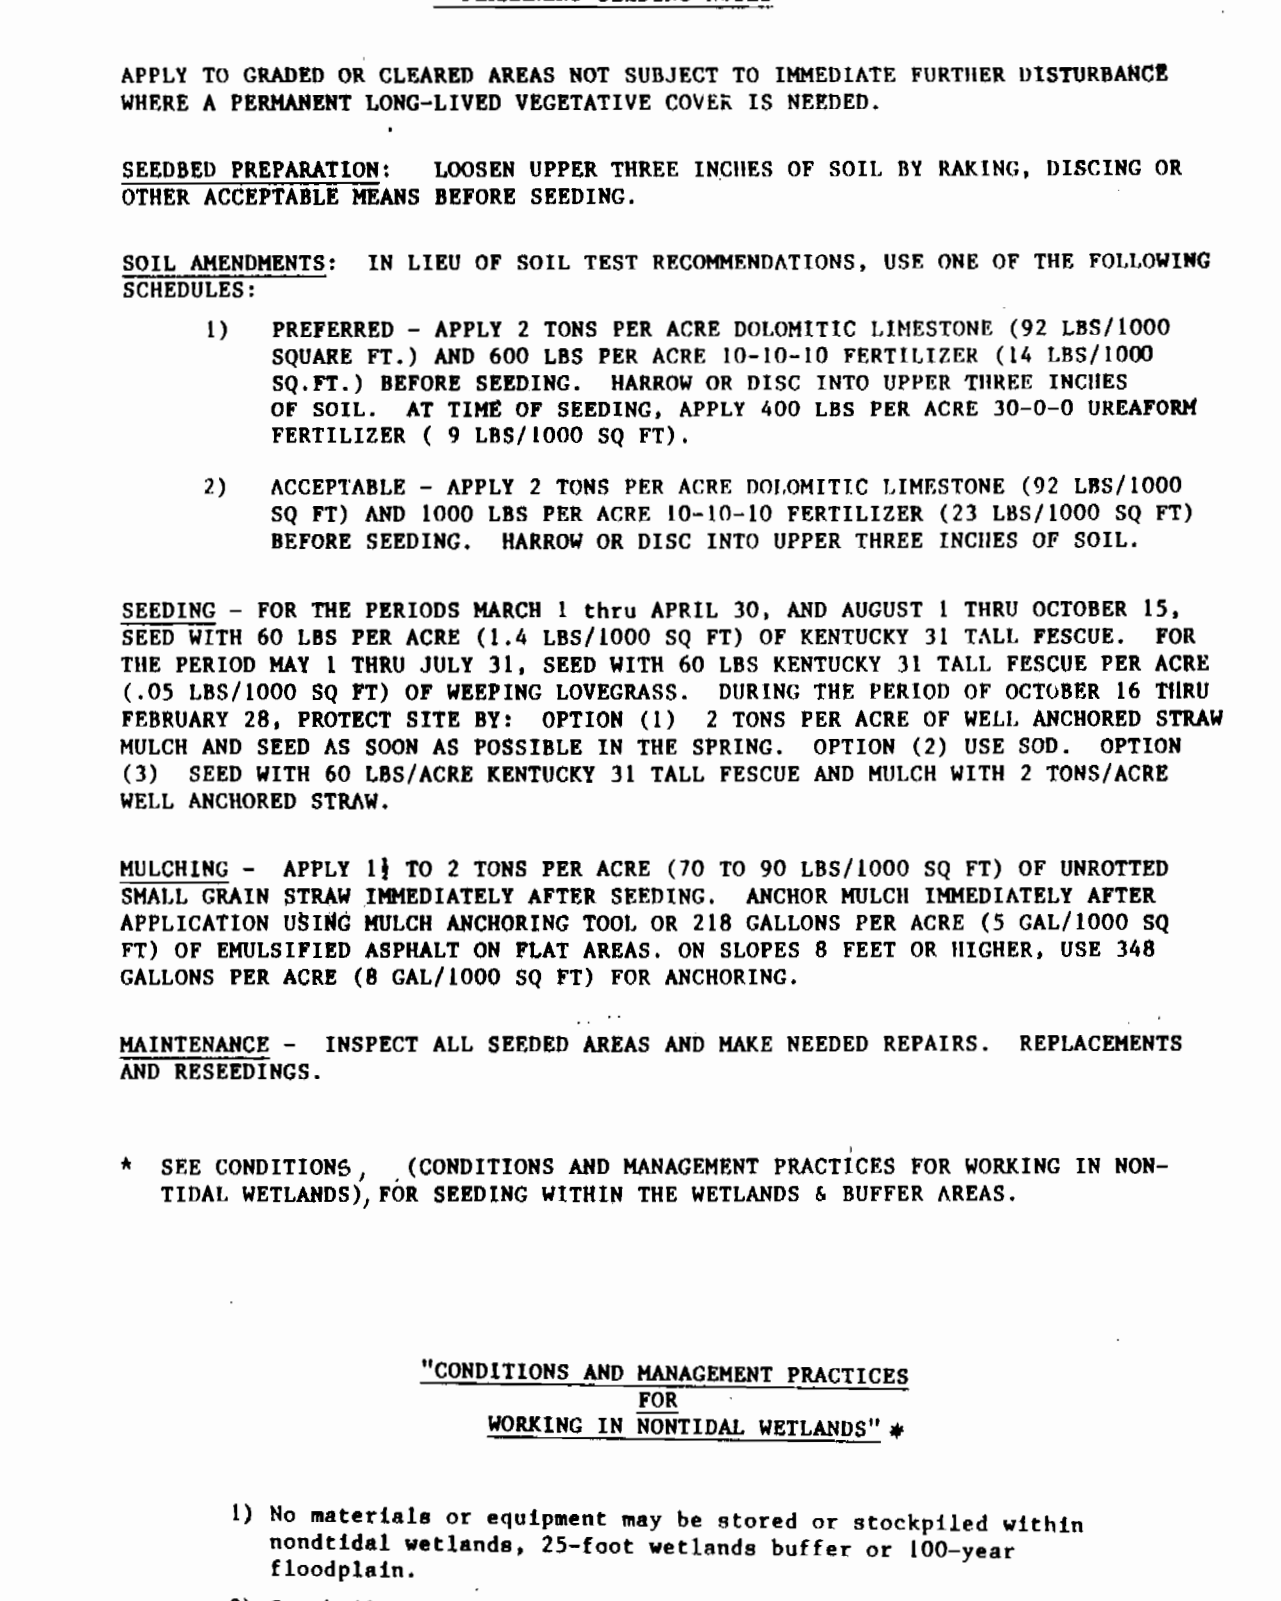 APPLY TO GRADED OR CLEARED AREAS NOT SUBJECT TO IMMEDIATE FURTHER DISTURBANCE
WHERE A PERMANENT LONG-LIVED VEGETATIVE COVER IS NEEDED.
SEEDBED PREPARATION: LOOSEN UPPER THREE INCHES OF SOIL BY RAKING, DISCING OR
OTHER ACCEPTABLE MEANS BEFORE SEEDING.
SOIL AMENDMENTS: IN LIEU OF SOIL TEST RECOMMENDATIONS, USE ONE OF THE FOLLOWING
SCHEDULES:
1) PREFERRED - APPLY 2 TONS PER ACRE DOLOMITIC LIMESTONE (92 LBS/1000
SQUARE FT.) AND 600 LBS PER ACRE 10-10-10 FERTILIZER (14 LBS/1000
SQ.FT.) BEFORE SEEDING. HARROW OR DISC INTO UPPER THREE INCHES
OF SOIL. AT TIME OF SEEDING, APPLY 400 LBS PER ACRE 30-0-0 UREAFORM
FERTILIZER ( 9 LBS/1000 SQ FT).
2) ACCEPTABLE - APPLY 2 TONS PER ACRE DOLOMITIC LIMESTONE (92 LBS/1000
SQ FT) AND 1000 LBS PER ACRE 10-10-10 FERTILIZER (23 LBS/1000 SQ FT)
BEFORE SEEDING. HARROW OR DISC INTO UPPER THREE INCHES OF SOIL.
SEEDING - FOR THE PERIODS MARCH 1 thru APRIL 30, AND AUGUST 1 THRU OCTOBER 15,
SEED WITH 60 LBS PER ACRE (1.4 LBS/1000 SQ FT) OF KENTUCKY 31 TALL FESCUE. FOR
THE PERIOD MAY 1 THRU JULY 31, SEED WITH 60 LBS KENTUCKY 31 TALL FESCUE PER ACRE
(.05 LBS/1000 SQ FT) OF WEEPING LOVEGRASS. DURING THE PERIOD OF OCTOBER 16 THRU
FEBRUARY 28, PROTECT SITE BY: OPTION (1) 2 TONS PER ACRE OF WELL ANCHORED STRAW
MULCH AND SEED AS SOON AS POSSIBLE IN THE SPRING. OPTION (2) USE SOD. OPTION
(3) SEED WITH 60 LBS/ACRE KENTUCKY 31 TALL FESCUE AND MULCH WITH 2 TONS/ACRE
WELL ANCHORED STRAW.
MULCHING - APPLY 1½ TO 2 TONS PER ACRE (70 TO 90 LBS/1000 SQ FT) OF UNROTTED
SMALL GRAIN STRAW IMMEDIATELY AFTER SEEDING. ANCHOR MULCH IMMEDIATELY AFTER
APPLICATION USING MULCH ANCHORING TOOL OR 218 GALLONS PER ACRE (5 GAL/1000 SQ
FT) OF EMULSIFIED ASPHALT ON FLAT AREAS. ON SLOPES 8 FEET OR HIGHER, USE 348
GALLONS PER ACRE (8 GAL/1000 SQ FT) FOR ANCHORING.
MAINTENANCE - INSPECT ALL SEEDED AREAS AND MAKE NEEDED REPAIRS. REPLACEMENTS
AND RESEEDINGS.
* SEE CONDITIONS, (CONDITIONS AND MANAGEMENT PRACTICES FOR WORKING IN NON-
TIDAL WETLANDS), FOR SEEDING WITHIN THE WETLANDS & BUFFER AREAS.
"CONDITIONS AND MANAGEMENT PRACTICES
FOR
WORKING IN NONTIDAL WETLANDS" *
1) No materials or equipment may be stored or stockpiled within
nondtidal wetlands, 25-foot wetlands buffer or 100-year
floodplain.